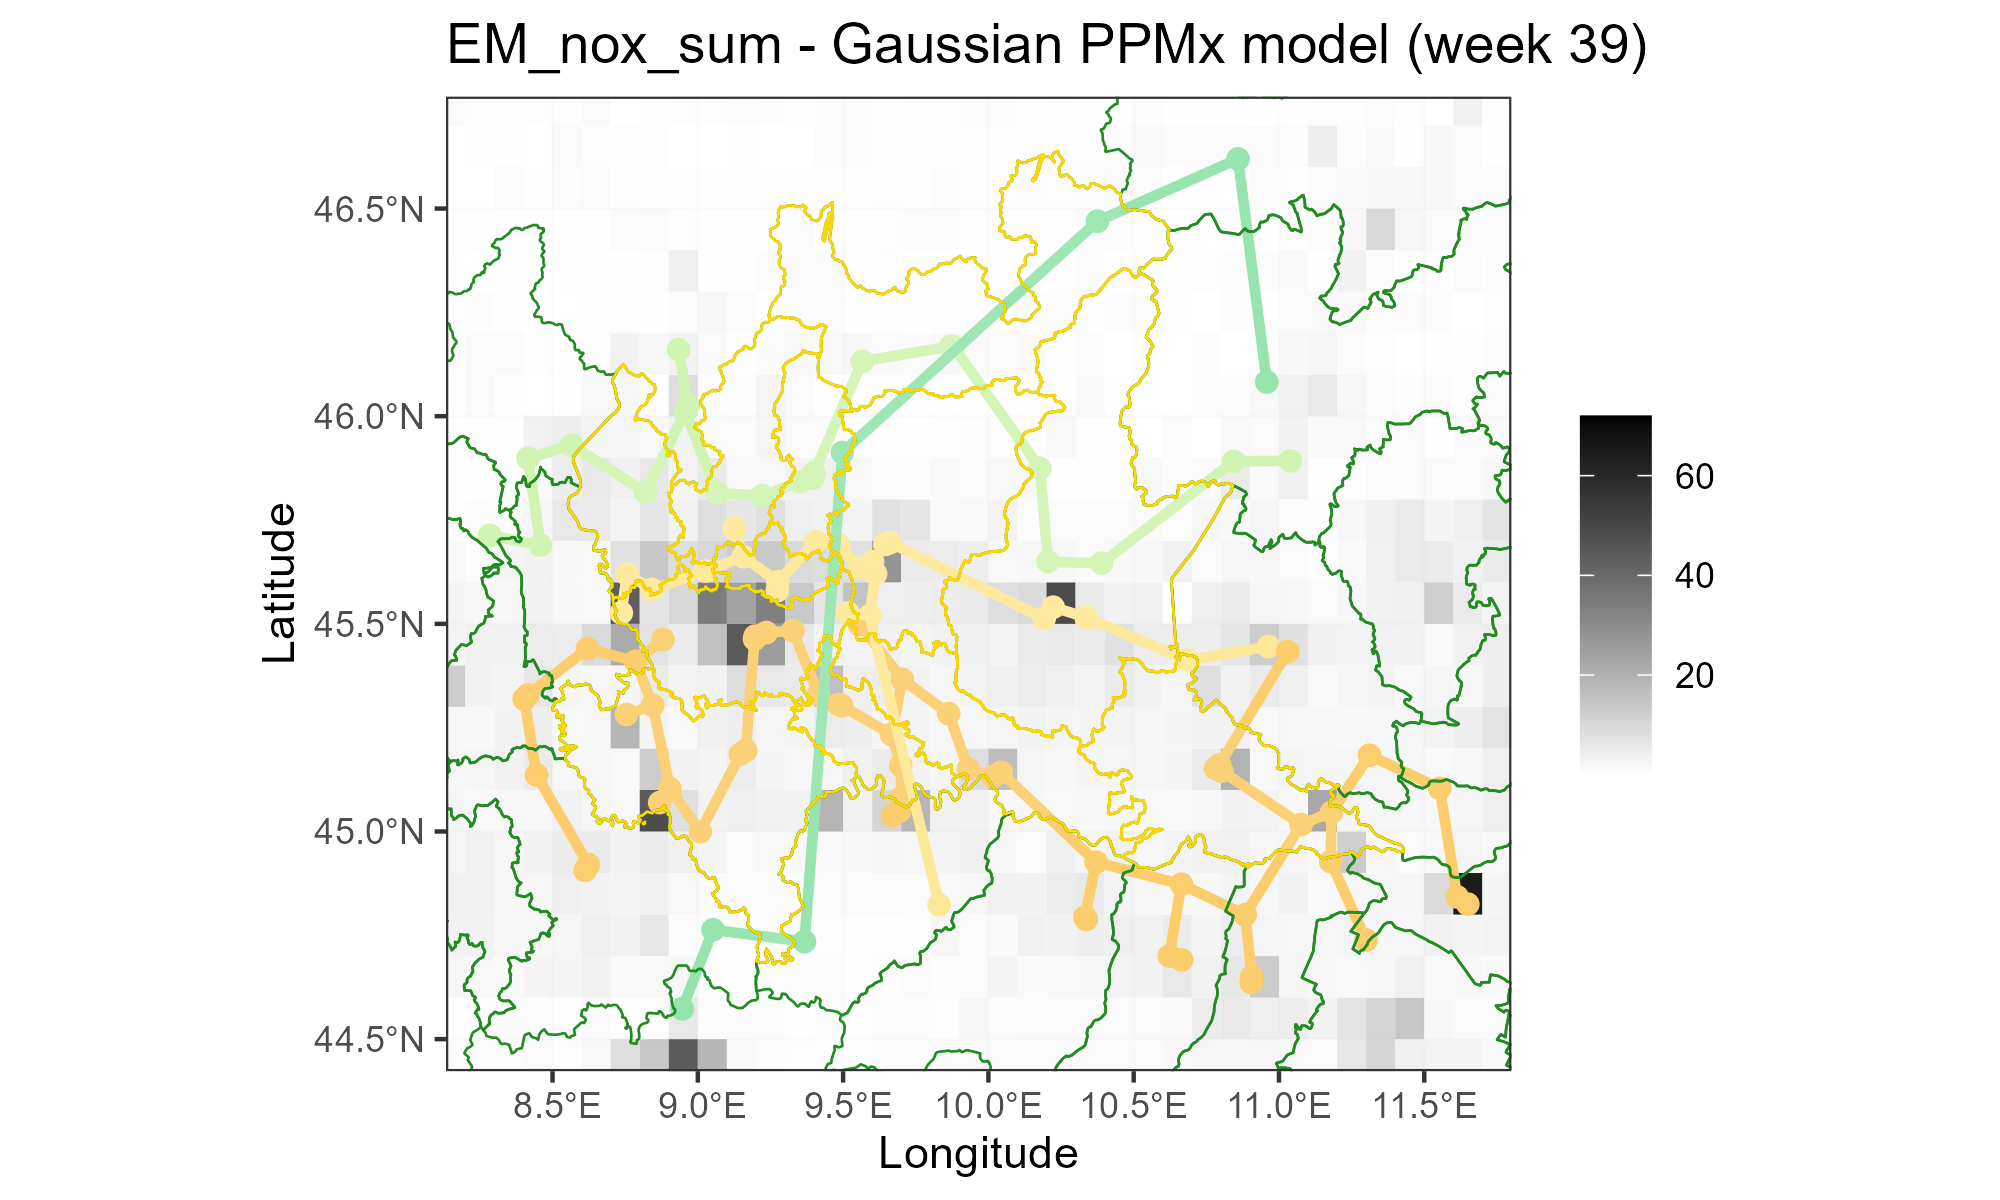 EM_nox_sum - Gaussian PPMx model (week 39)
46.5°N
46.0°N
45.5°N
45.0°N
44.5°N
Latitude
8.5°E
9.0°E
9.5°E
10.0°E
10.5°E
11.0°E
11.5°E
Longitude
60
40
20